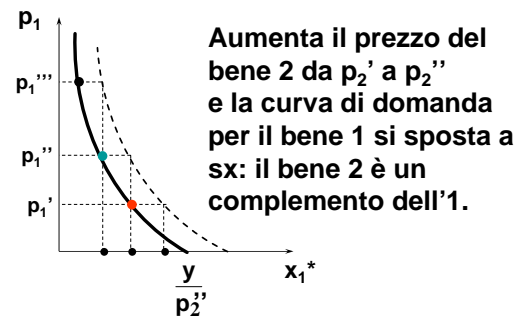 p₁
p₁’’’
p₁’’
p₁’
y
p₂’’
x₁*
Aumenta il prezzo del
bene 2 da p₂’ a p₂’’
e la curva di domanda
per il bene 1 si sposta a
sx: il bene 2 è un
complemento dell’1.